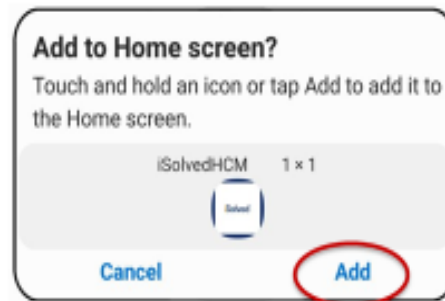 Add to Home screen?
Touch and hold an icon or tap Add to add it to
the Home screen.
iSolvedHCM 1 × 1
iSolved
Cancel Add